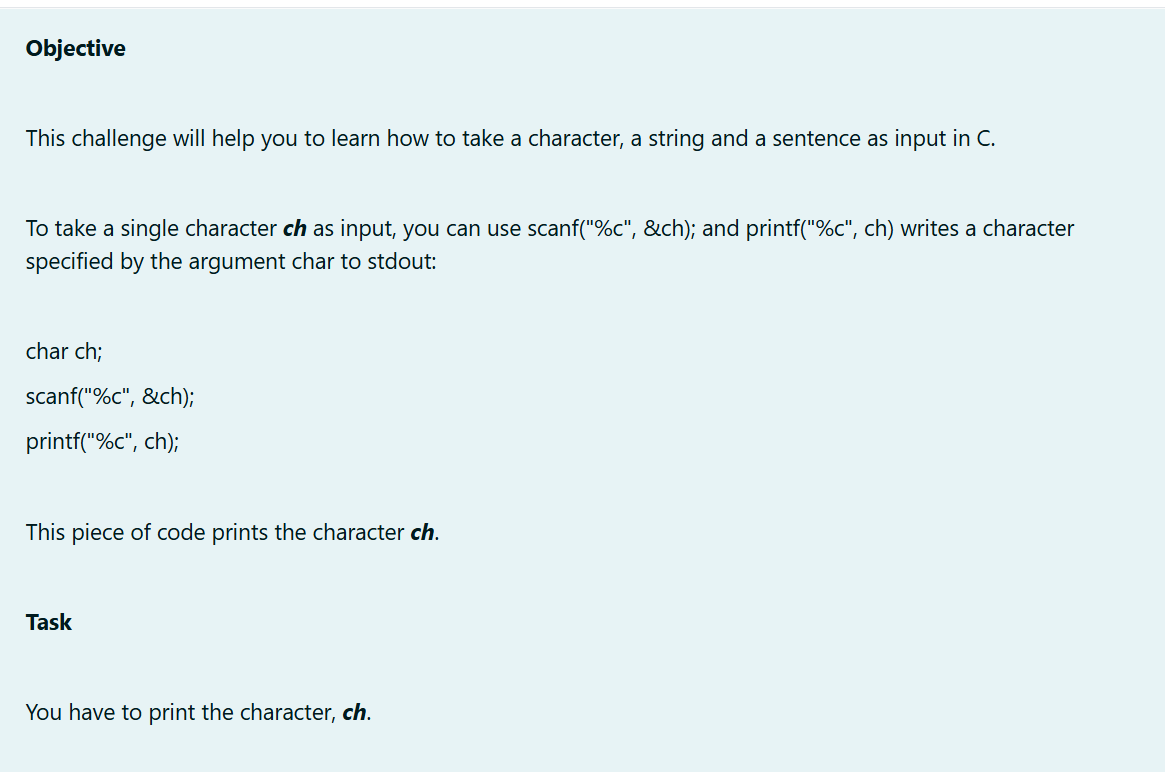 Objective
This challenge will help you to learn how to take a character, a string and a sentence as input in C.
To take a single character ch as input, you can use scanf("%c", &ch); and printf("%c", ch) writes a character
specified by the argument char to stdout:
char ch;
scanf("%c", &ch);
printf("%c", ch);
This piece of code prints the character ch.
Task
You have to print the character, ch.